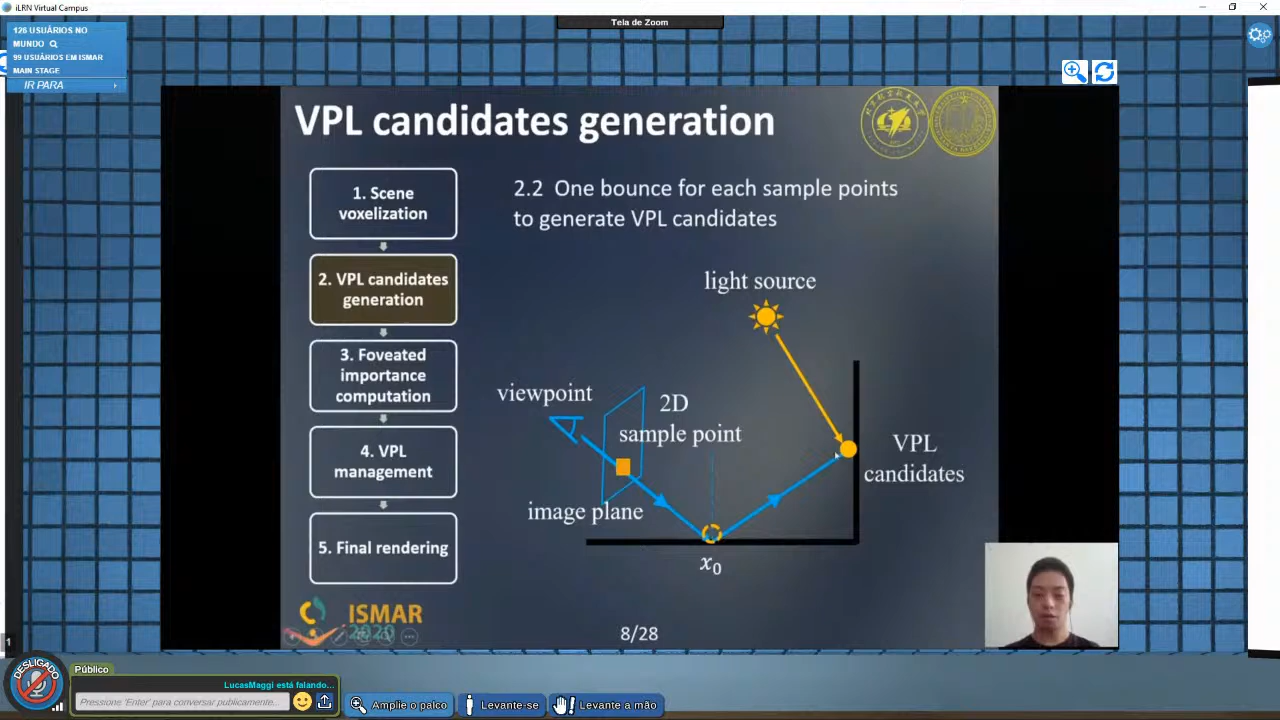 iLRN Virtual Campus
Tela de Zoom
126 USUÁRIOS NO
MUNDO
99 USUÁRIOS EM ISMAR
MAIN STAGE
IR PARA
VPL candidates generation
1. Scene
voxelization
2. VPL candidates
generation
3. Foveated
importance
computation
4. VPL
management
5. Final rendering
2.2 One bounce for each sample points
to generate VPL candidates
light source
viewpoint
2D
sample point
image plane
VPL
candidates
x₀
ISMAR
2020
8/28
1
DESLIGADO
Público
LucasMaggi está falando...
Pressione 'Enter' para conversar publicamente...
Amplie o palco
Levante-se
Levante a mão